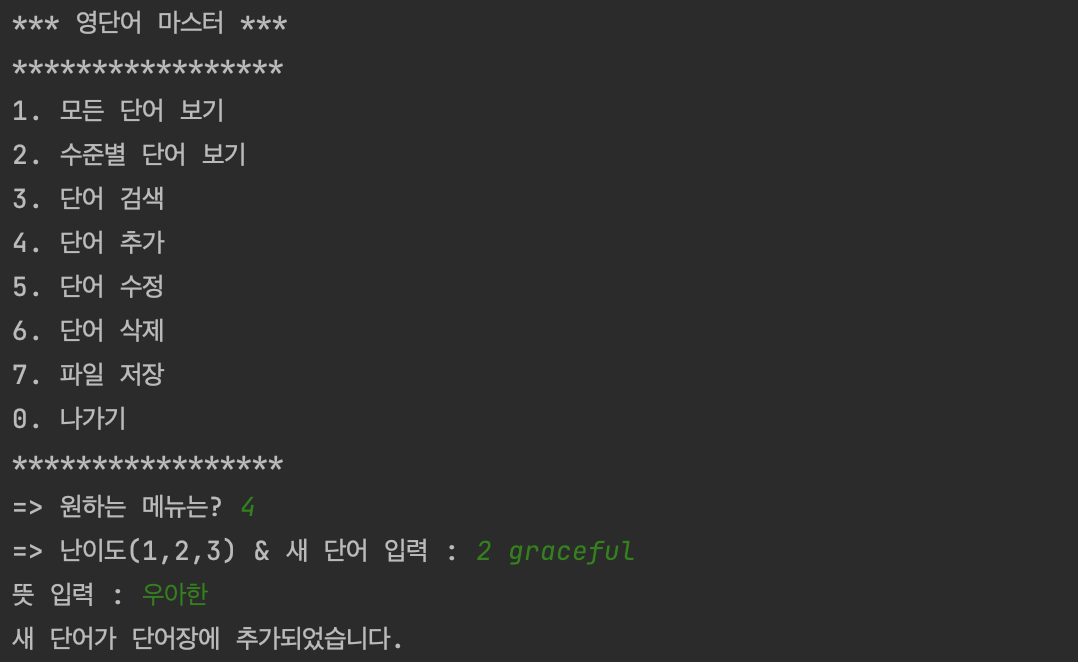 *** 영단어 마스터 ***
*****************
1. 모든 단어 보기
2. 수준별 단어 보기
3. 단어 검색
4. 단어 추가
5. 단어 수정
6. 단어 삭제
7. 파일 저장
0. 나가기
*****************
=> 원하는 메뉴는? 4
=> 난이도(1,2,3) & 새 단어 입력 : 2 graceful
뜻 입력 : 우아한
새 단어가 단어장에 추가되었습니다.